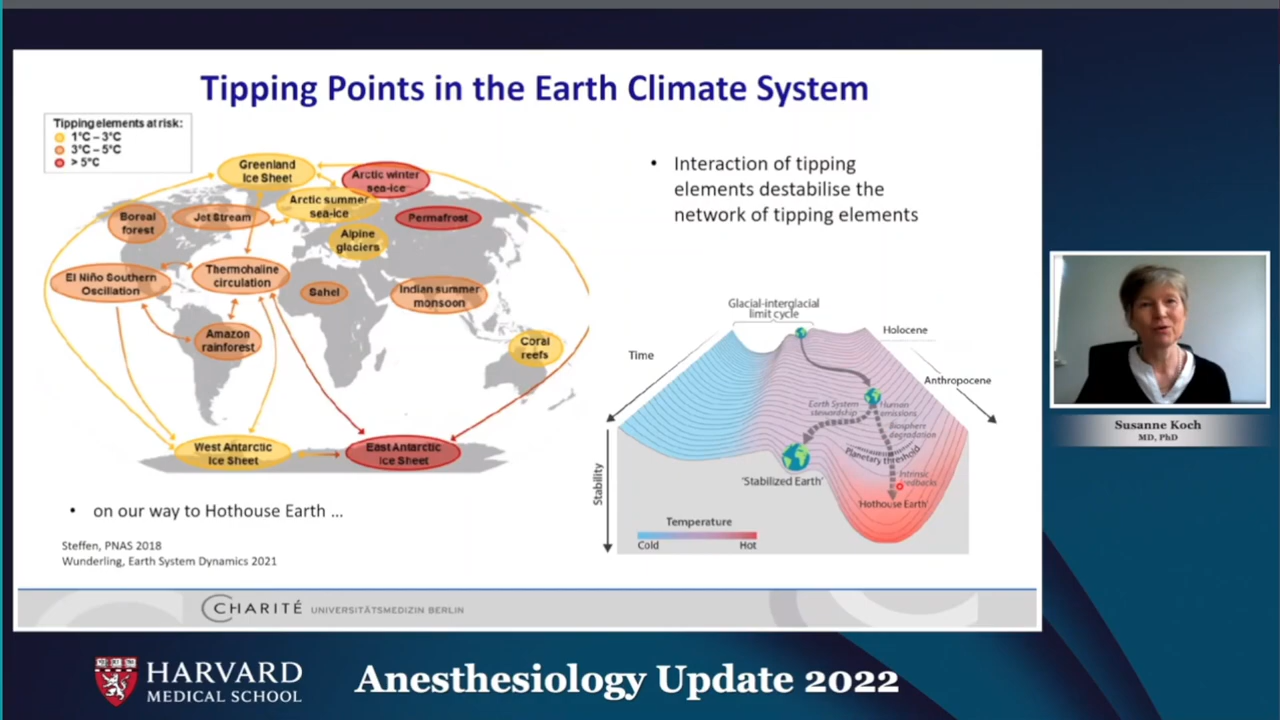 Tipping Points in the Earth Climate System
Tipping elements at risk:
1°C – 3°C
3°C – 5°C
> 5°C
Greenland
Ice Sheet
Arctic winter
sea-ice
Arctic summer
sea-ice
Boreal
forest
Jet Stream
Permafrost
Alpine
glaciers
El Niño Southern
Oscillation
Thermohaline
circulation
Sahel
Indian summer
monsoon
Amazon
rainforest
Coral
reefs
West Antarctic
Ice Sheet
East Antarctic
Ice Sheet
• on our way to Hothouse Earth ...
Steffen, PNAS 2018
Wunderling, Earth System Dynamics 2021
• Interaction of tipping
elements destabilise the
network of tipping elements
Glacial-interglacial
limit cycle
Holocene
Time
Anthropocene
Earth System
stewardship
Human
emissions
Biosphere
degradation
Planetary threshold
Intrinsic
feedbacks
'Stabilized Earth'
'Hothouse Earth'
Stability
Temperature
Cold Hot
CHARITÉ UNIVERSITÄTSMEDIZIN BERLIN
Susanne Koch
MD, PhD
HARVARD
MEDICAL SCHOOL
Anesthesiology Update 2022